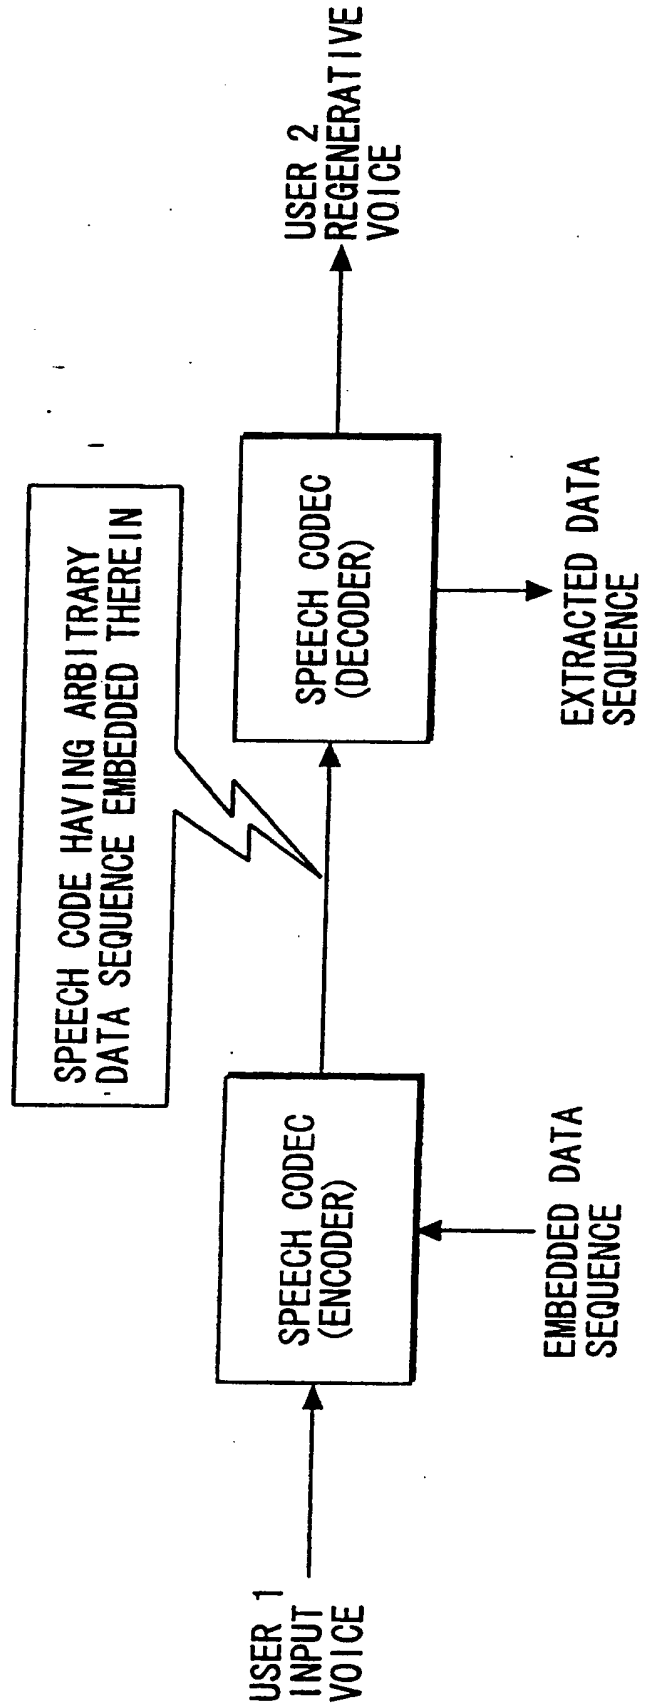 SPEECH CODE HAVING ARBITRARY
DATA SEQUENCE EMBEDDED THEREIN
USER 1
INPUT
VOICE
SPEECH CODEC
(ENCODER)
EMBEDDED DATA
SEQUENCE
SPEECH CODEC
(DECODER)
EXTRACTED DATA
SEQUENCE
USER 2
REGENERATIVE
VOICE